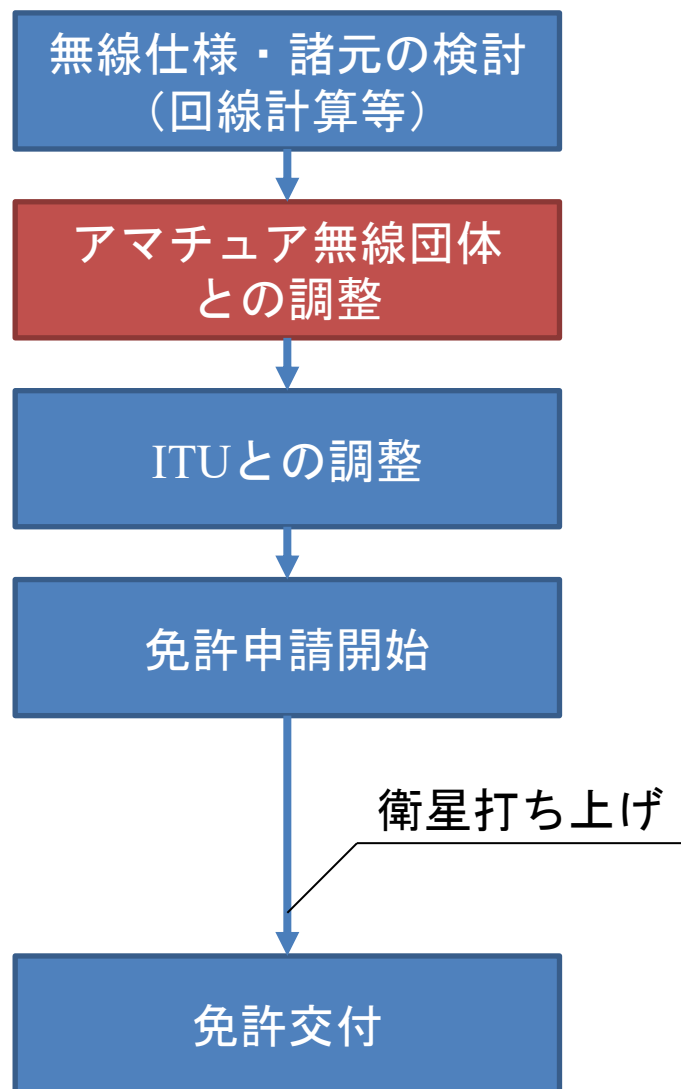 無線仕様・諸元の検討
（回線計算等）
アマチュア無線団体
との調整
ITUとの調整
免許申請開始
衛星打ち上げ
免許交付